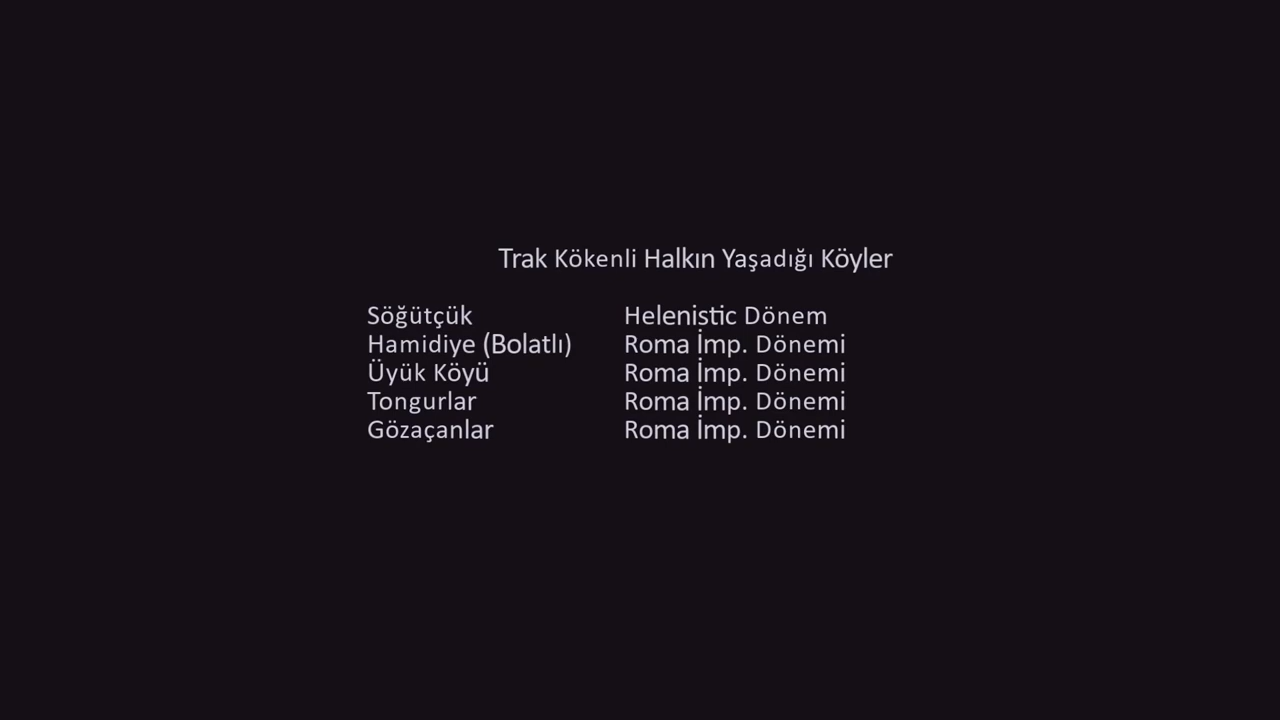 Trak Kökenli Halkın Yaşadığı Köyler
Söğütçük Helenistic Dönem
Hamidiye (Bolatlı) Roma İmp. Dönemi
Üyük Köyü Roma İmp. Dönemi
Tongurlar Roma İmp. Dönemi
Gözaçanlar Roma İmp. Dönemi